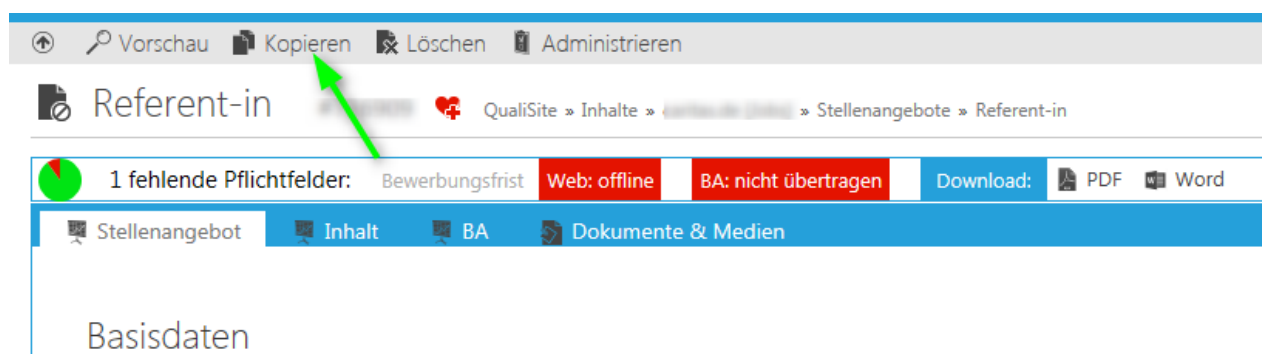 Vorschau Kopieren Löschen Administrieren
Referent-in QualiSite » Inhalte » » Stellenangebote » Referent-in
1 fehlende Pflichtfelder: Bewerbungsfrist Web: offline BA: nicht übertragen Download: PDF Word
Stellenangebot Inhalt BA Dokumente & Medien
Basisdaten